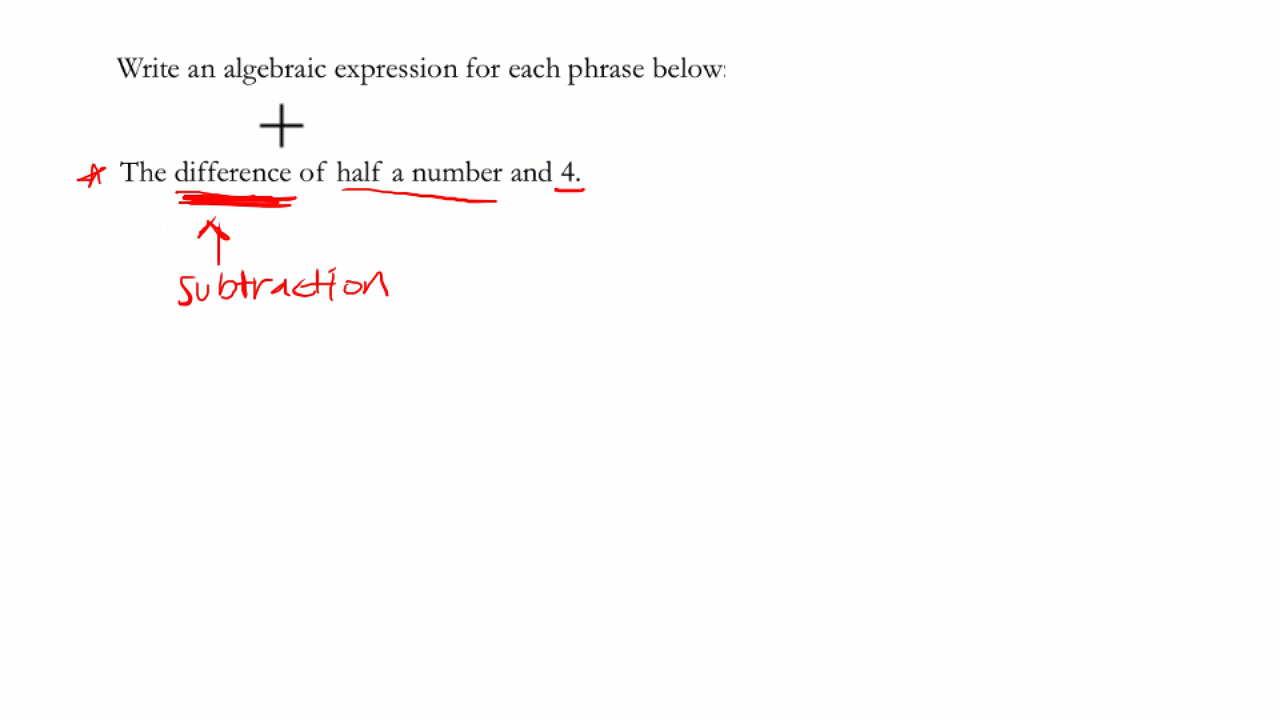 Write an algebraic expression for each phrase below:
The difference of half a number and 4.
subtraction